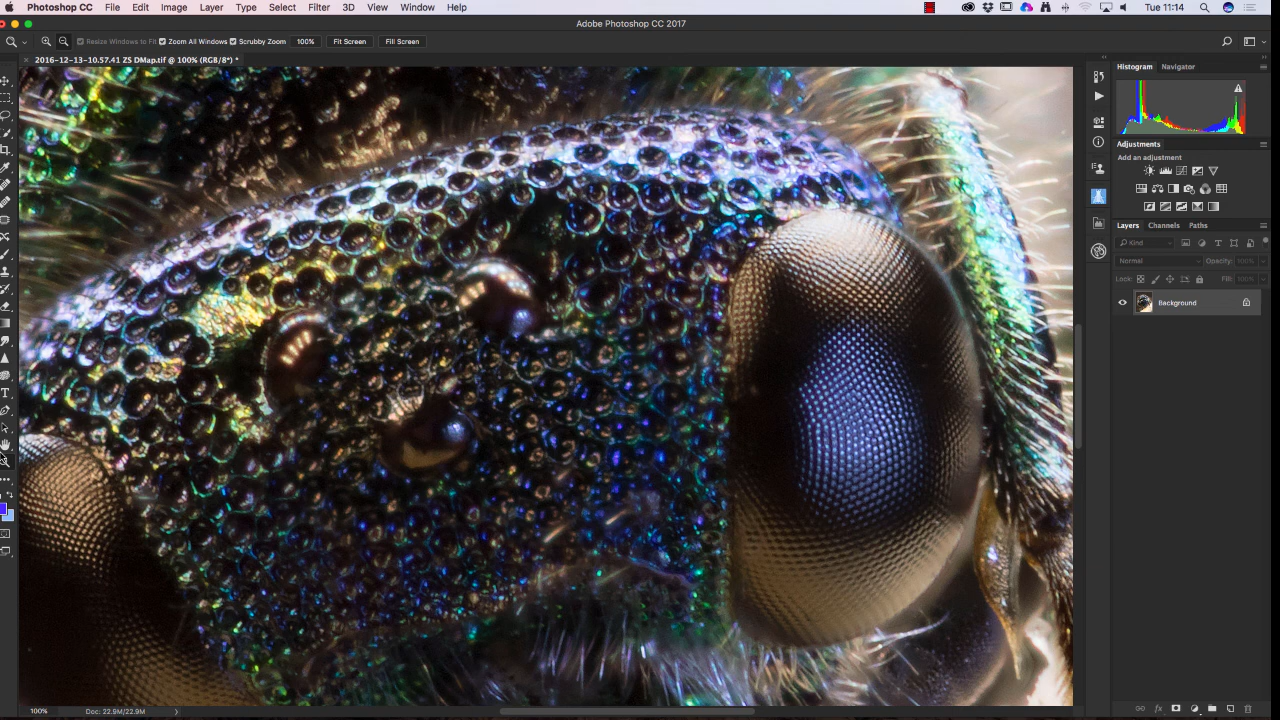 Photoshop CC File Edit Image Layer Type Select Filter 3D View Window Help Tue 11:14
Adobe Photoshop CC 2017
Resize Windows to Fit Zoom All Windows Scrubby Zoom 100% Fit Screen Fill Screen
2016-12-13-10.57.41 ZS DMap.tif @ 100% (RGB/8*) *
Histogram Navigator
Adjustments
Add an adjustment
Layers Channels Paths
Kind
Normal Opacity: 100%
Lock: Fill: 100%
Background
100% Doc: 22.9M/22.9M